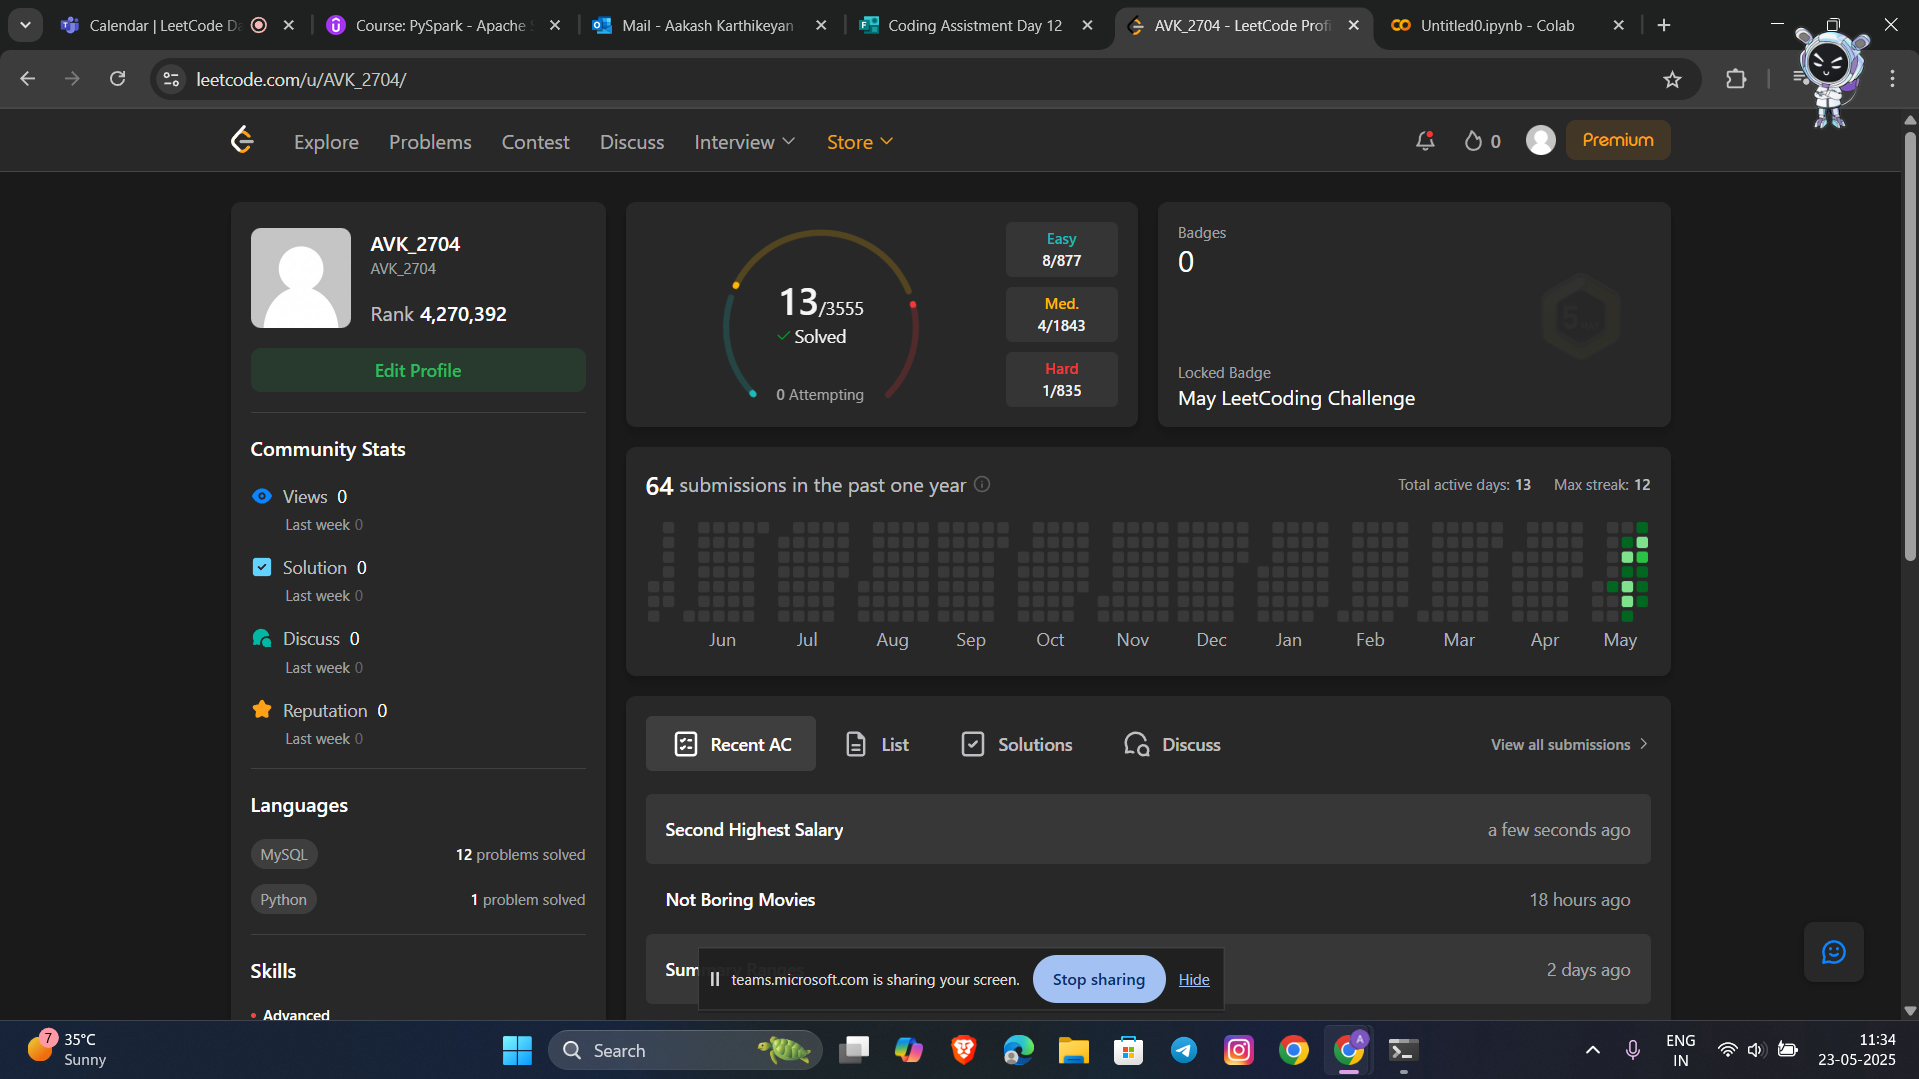 Calendar | LeetCode Da
Course: PySpark - Apache S
Mail - Aakash Karthikeyan
Coding Assistment Day 12
AVK_2704 - LeetCode Profi
Untitled0.ipynb - Colab
leetcode.com/u/AVK_2704/
Explore
Problems
Contest
Discuss
Interview
Store
0
Premium
AVK_2704
AVK_2704
Rank 4,270,392
Edit Profile
Community Stats
Views 0
Last week 0
Solution 0
Last week 0
Discuss 0
Last week 0
Reputation 0
Last week 0
Languages
MySQL
12 problems solved
Python
1 problem solved
Skills
Advanced
13/3555
Solved
0 Attempting
Easy
8/877
Med.
4/1843
Hard
1/835
Badges
0
Locked Badge
May LeetCoding Challenge
64 submissions in the past one year
Total active days: 13
Max streak: 12
Jun
Jul
Aug
Sep
Oct
Nov
Dec
Jan
Feb
Mar
Apr
May
Recent AC
List
Solutions
Discuss
View all submissions
Second Highest Salary
a few seconds ago
Not Boring Movies
18 hours ago
2 days ago
teams.microsoft.com is sharing your screen.
Stop sharing
Hide
7
35°C
Sunny
Search
A
ENG
IN
11:34
23-05-2025